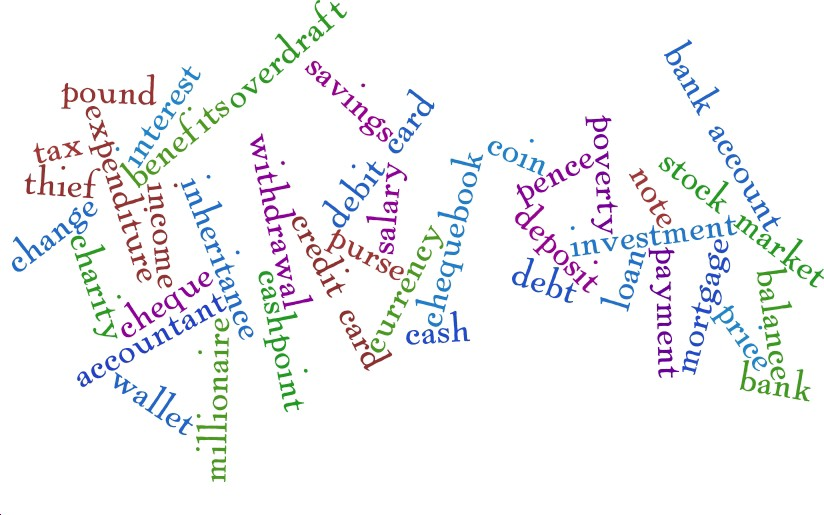 overdraft
bank account
savings
pound
interest
benefits
expenditure
tax
thief
debit card
withdrawal
salary
coin
pence
poverty
note
stock market
income
inheritance
change
charity
chequebook
purse
credit card
currency
deposit
investment
debt
loan
payment
mortgage
balance
cheque
accountant
cashpoint
cash
price
bank
wallet
millionaire